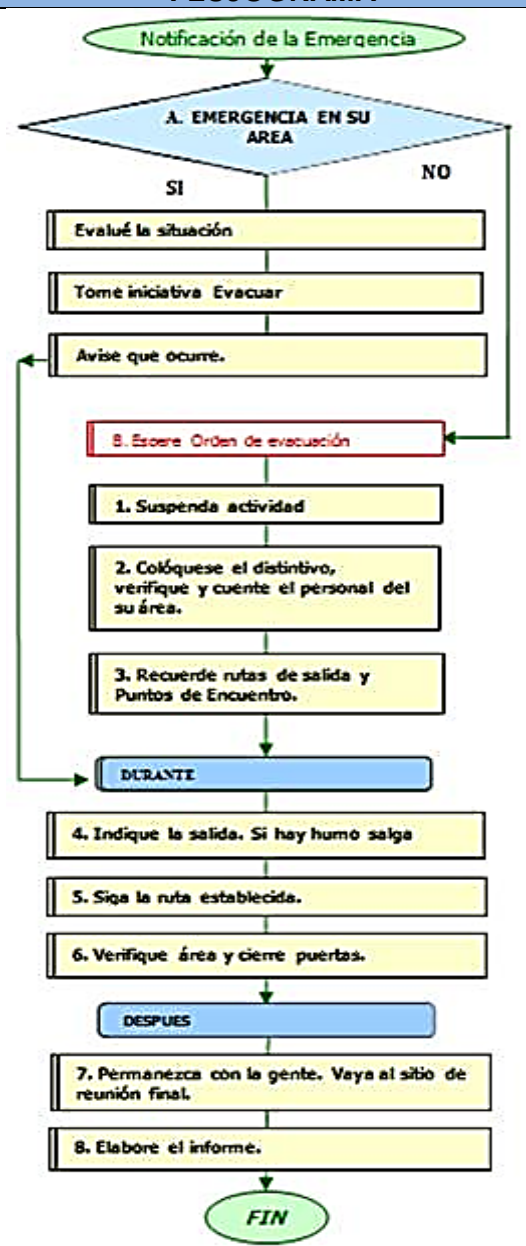 Notificación de la Emergencia
A. EMERGENCIA EN SU
AREA
SI
NO
Evalué la situación
Tome iniciativa Evacuar
Avise que ocurre.
B. Espere Orden de evacuación
1. Suspenda actividad
2. Colóquese el distintivo,
verifique y cuente el personal del
su área.
3. Recuerde rutas de salida y
Puntos de Encuentro.
DURANTE
4. Indique la salida. Si hay humo salga
5. Siga la ruta establecida.
6. Verifique área y cierre puertas.
DESPUES
7. Permanezca con la gente. Vaya al sitio de
reunión final.
8. Elabore el informe.
FIN